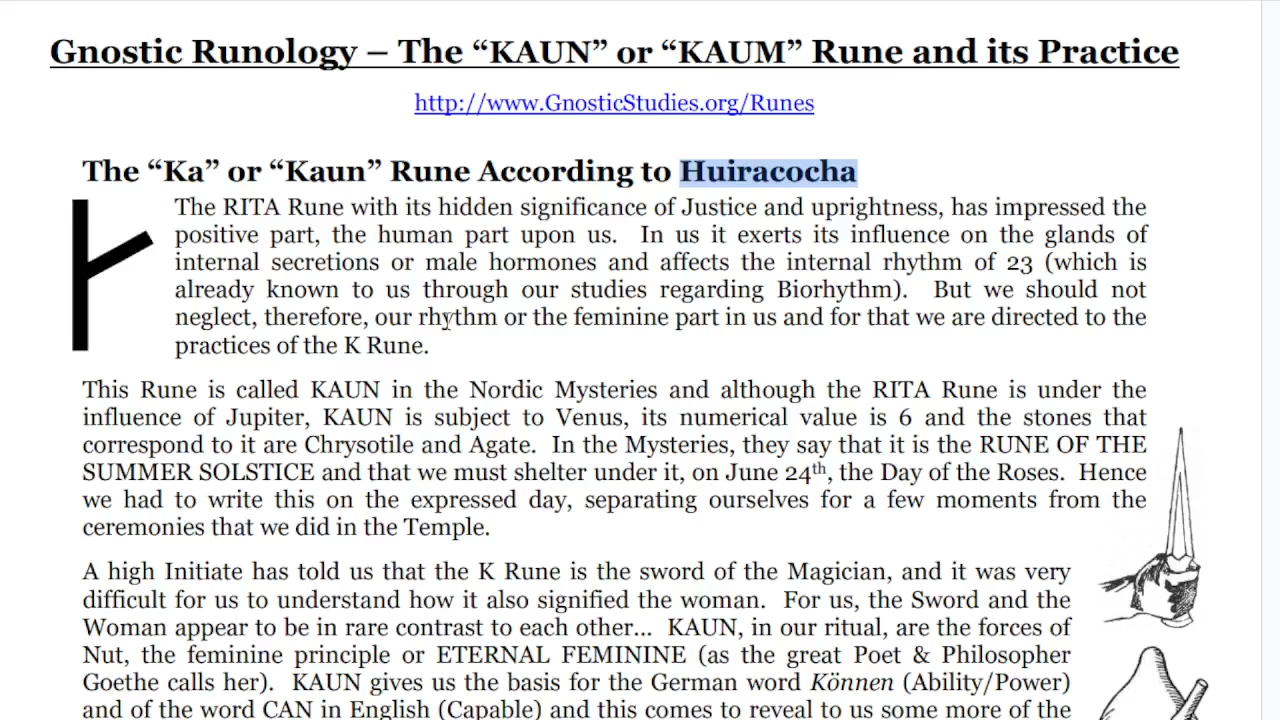 Gnostic Runology – The “KAUN” or “KAUM” Rune and its Practice
http://www.GnosticStudies.org/Runes
The “Ka” or “Kaun” Rune According to Huiracocha
The RITA Rune with its hidden significance of Justice and uprightness, has impressed the
positive part, the human part upon us. In us it exerts its influence on the glands of
internal secretions or male hormones and affects the internal rhythm of 23 (which is
already known to us through our studies regarding Biorhythm). But we should not
neglect, therefore, our rhythm or the feminine part in us and for that we are directed to the
practices of the K Rune.
This Rune is called KAUN in the Nordic Mysteries and although the RITA Rune is under the
influence of Jupiter, KAUN is subject to Venus, its numerical value is 6 and the stones that
correspond to it are Chrysotile and Agate. In the Mysteries, they say that it is the RUNE OF THE
SUMMER SOLSTICE and that we must shelter under it, on June 24th, the Day of the Roses. Hence
we had to write this on the expressed day, separating ourselves for a few moments from the
ceremonies that we did in the Temple.
A high Initiate has told us that the K Rune is the sword of the Magician, and it was very
difficult for us to understand how it also signified the woman. For us, the Sword and the
Woman appear to be in rare contrast to each other... KAUN, in our ritual, are the forces of
Nut, the feminine principle or ETERNAL FEMININE (as the great Poet & Philosopher
Goethe calls her). KAUN gives us the basis for the German word Können (Ability/Power)
and of the word CAN in English (Capable) and this comes to reveal to us some more of the